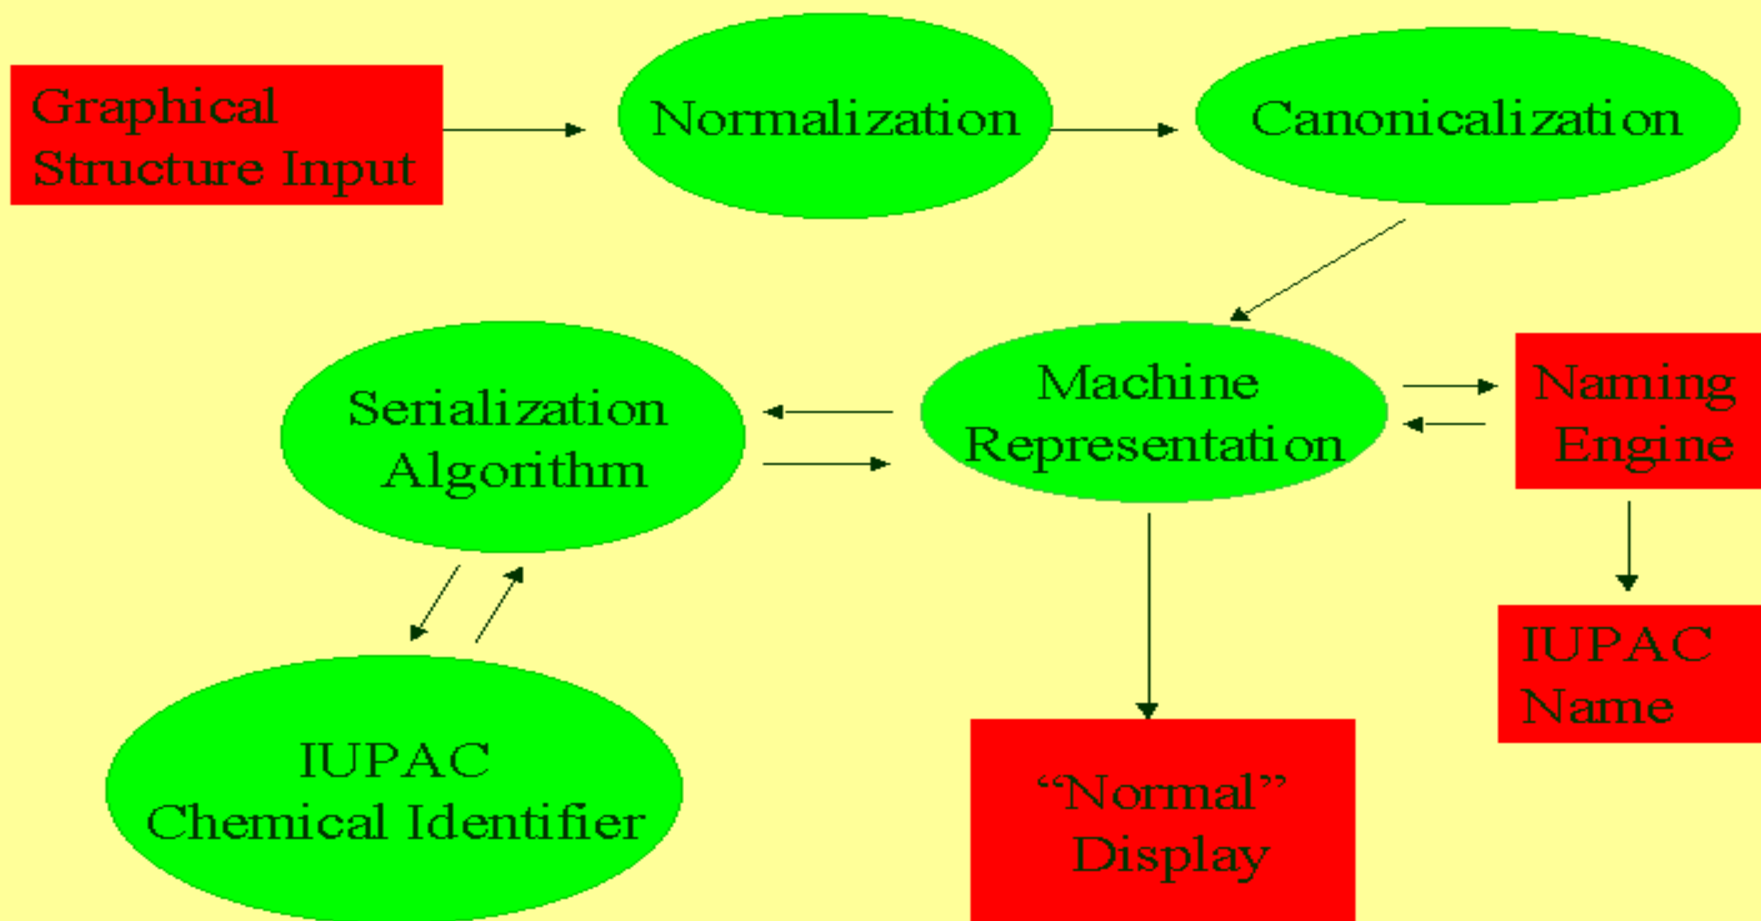 Graphical
Structure Input
Normalization
Canonicalization
Serialization
Algorithm
Machine
Representation
Naming
Engine
IUPAC
Name
IUPAC
Chemical Identifier
“Normal”
Display